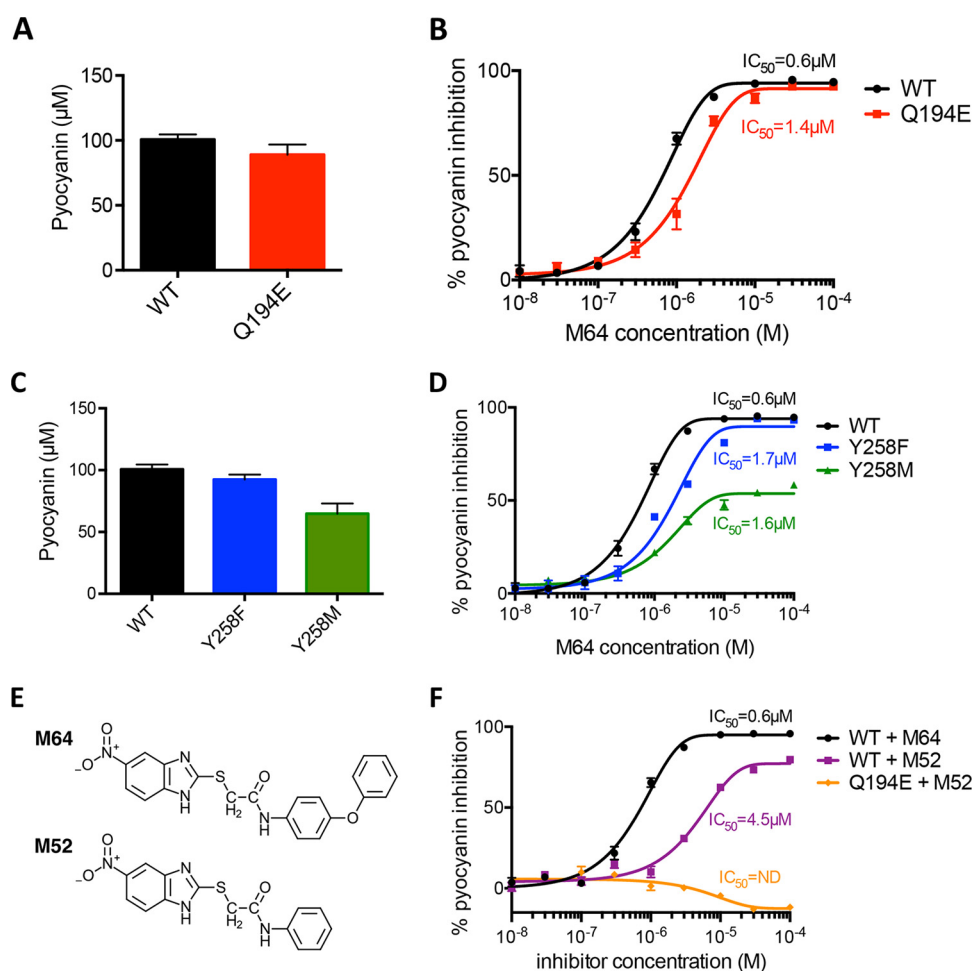 A
Pyocyanin (µM)
150
100
50
0
WT
Q194E
B
% pyocyanin inhibition
100
50
0
10⁻⁸
10⁻⁷
10⁻⁶
10⁻⁵
10⁻⁴
M64 concentration (M)
IC₅₀=0.6µM
IC₅₀=1.4µM
WT
Q194E
C
Pyocyanin (µM)
150
100
50
0
WT
Y258F
Y258M
D
% pyocyanin inhibition
100
50
0
10⁻⁸
10⁻⁷
10⁻⁶
10⁻⁵
10⁻⁴
M64 concentration (M)
IC₅₀=0.6µM
IC₅₀=1.7µM
IC₅₀=1.6µM
WT
Y258F
Y258M
E
M64
O
N⁺
⁻O
N
N
H
S
C
H₂
O
C
N
H
O
M52
O
N⁺
⁻O
N
N
H
S
C
H₂
O
C
N
H
F
% pyocyanin inhibition
100
50
0
10⁻⁸
10⁻⁷
10⁻⁶
10⁻⁵
10⁻⁴
inhibitor concentration (M)
IC₅₀=0.6µM
IC₅₀=4.5µM
IC₅₀=ND
WT + M64
WT + M52
Q194E + M52